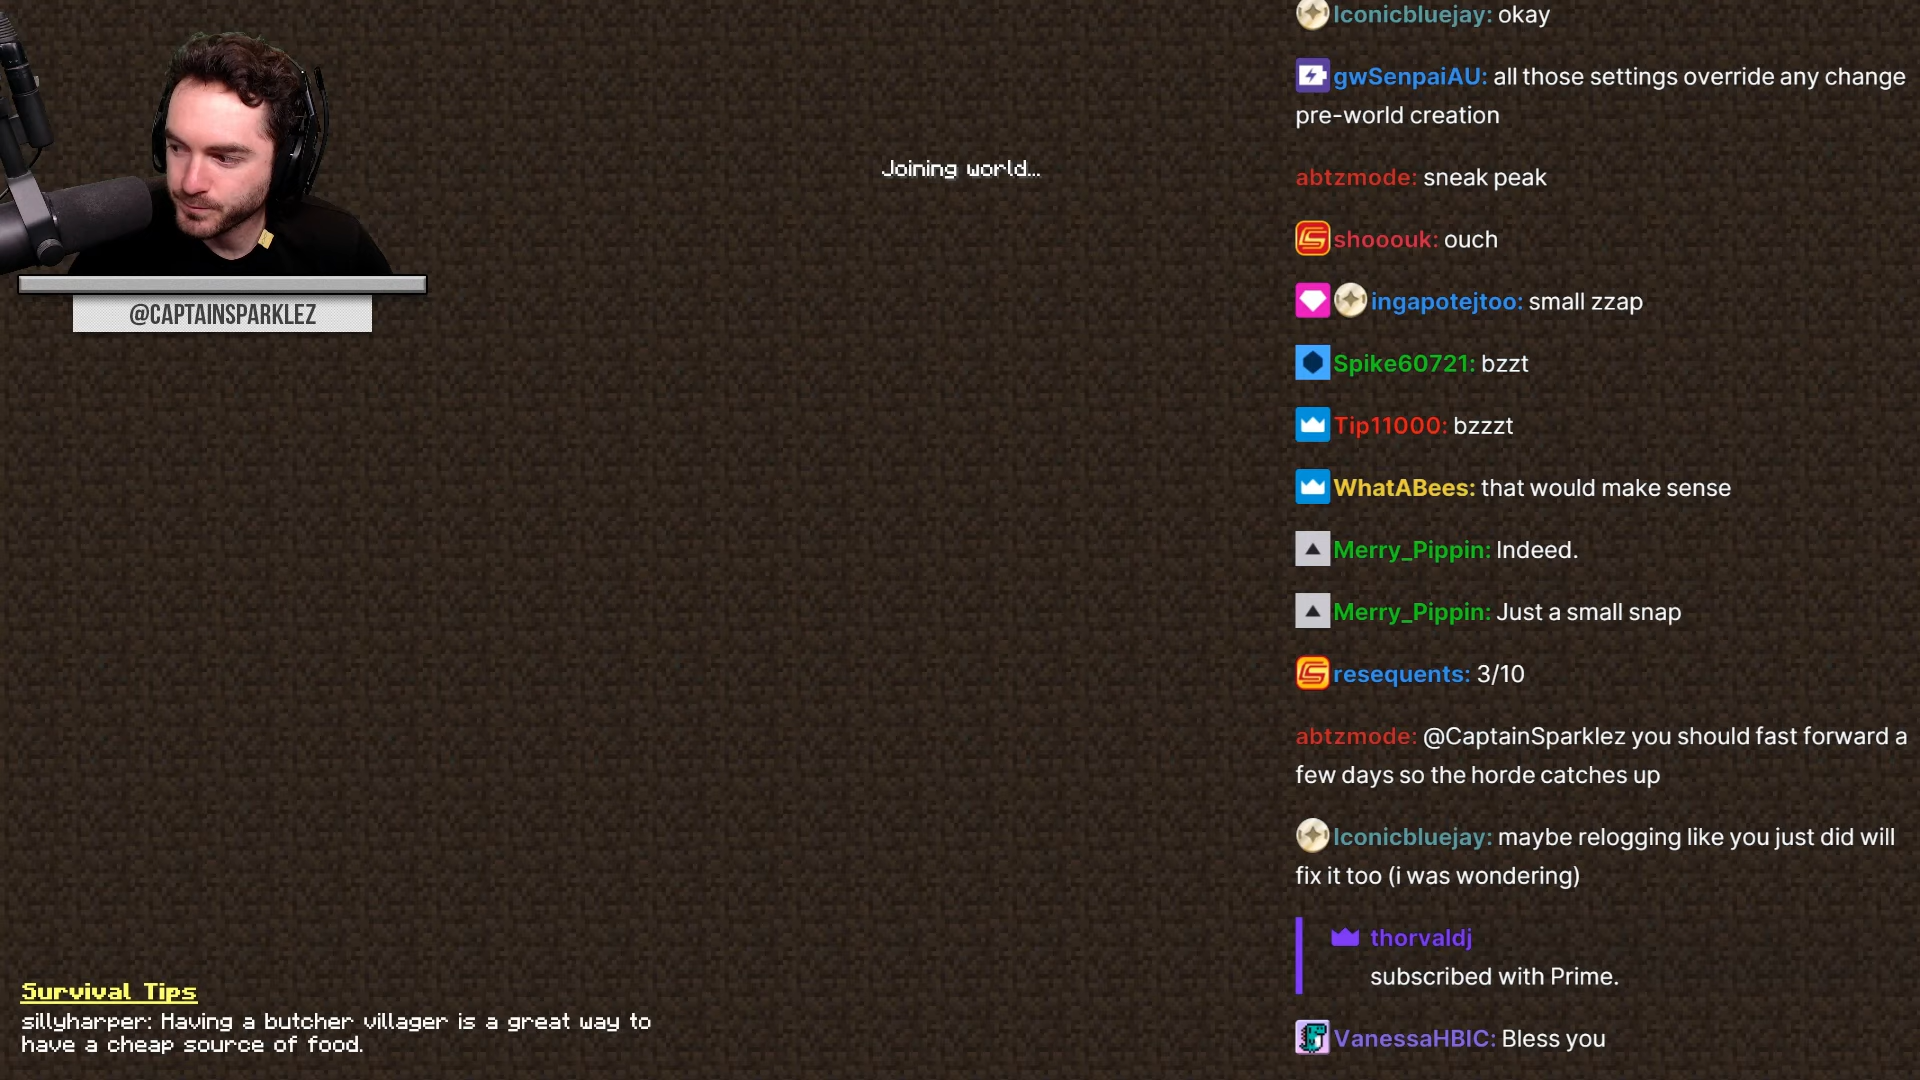 @CAPTAINSPARKLEZ
Joining world...
Iconicbluejay: okay
gwSenpaiAU: all those settings override any change
pre-world creation
abtzmode: sneak peak
shooouk: ouch
ingapotejtoo: small zzap
Spike60721: bzzt
Tip11000: bzzzt
WhatABees: that would make sense
Merry_Pippin: Indeed.
Merry_Pippin: Just a small snap
resequents: 3/10
abtzmode: @CaptainSparklez you should fast forward a
few days so the horde catches up
Iconicbluejay: maybe relogging like you just did will
fix it too (i was wondering)
thorvaldj
subscribed with Prime.
VanessaHBIC: Bless you
Survival Tips
sillyharper: Having a butcher villager is a great way to
have a cheap source of food.